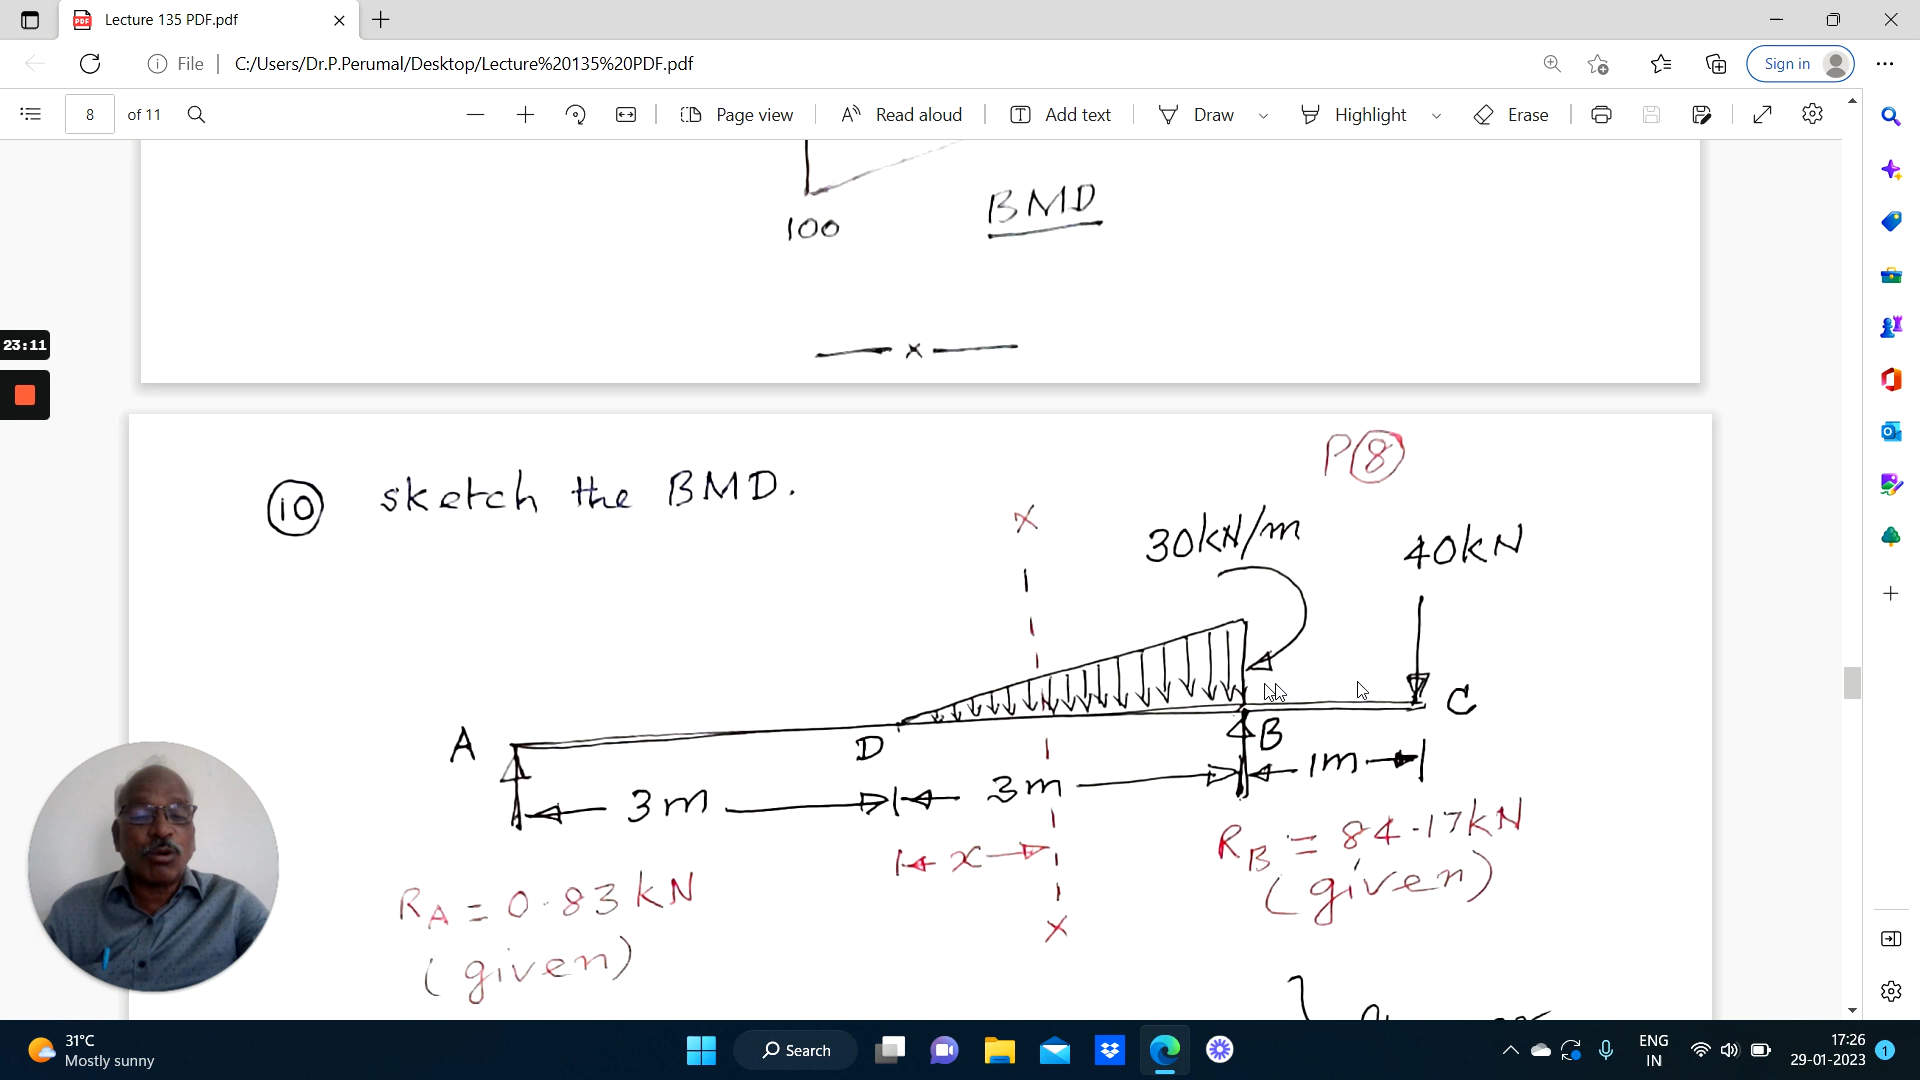 Lecture 135 PDF.pdf
File
C:/Users/Dr.P.Perumal/Desktop/Lecture%20135%20PDF.pdf
Sign in
8 of 11
Page view
Read aloud
Add text
Draw
Highlight
Erase
100
BMD
x
23:11
P(8)
(10) sketch the BMD.
x
30kN/m
40kN
A
D
B
C
3m
3m
1m
x
RA = 0.83 kN
(given)
RB = 84.17kN
(given)
x
31°C
Mostly sunny
Search
ENG
IN
17:26
29-01-2023
1